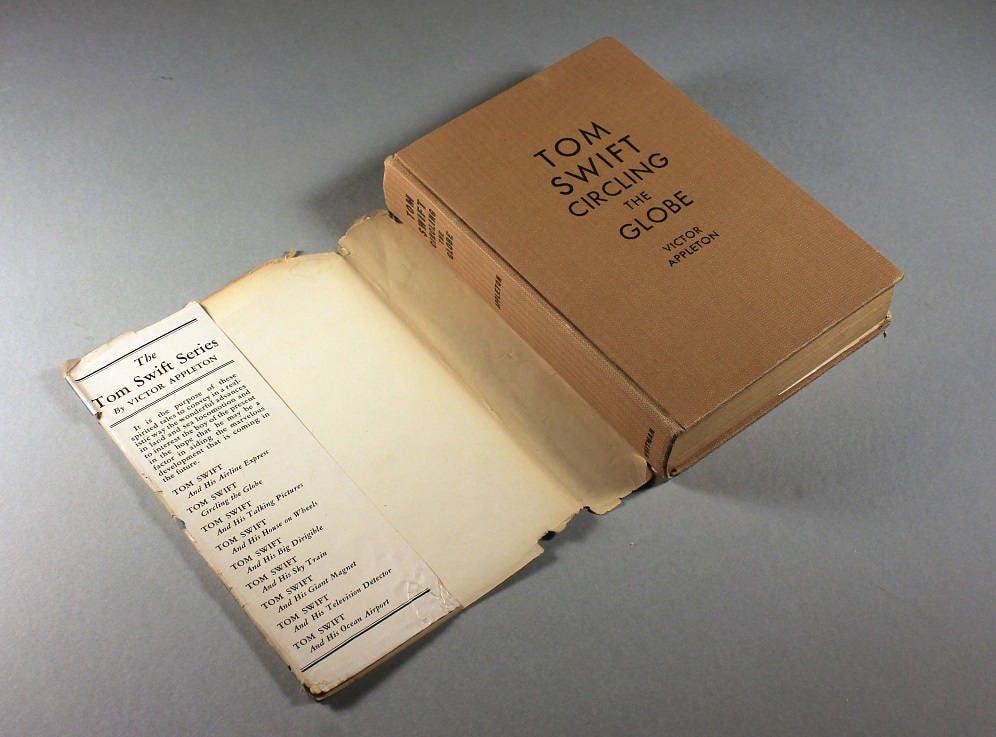 TOM
SWIFT
CIRCLING
THE
GLOBE
VICTOR
APPLETON
TOM
SWIFT
CIRCLING
THE
GLOBE
APPLETON
WHITMAN
The
Tom Swift Series
By VICTOR APPLETON
It is the purpose of these
spirited tales to convey in a real-
istic way the wonderful advances
in land and sea locomotion and
to interest the boy of the present
in the hope that he may be a
factor in aiding the marvelous
development that is coming in
the future.
TOM SWIFT
And His Airline Express
TOM SWIFT
Circling the Globe
TOM SWIFT
And His Talking Pictures
TOM SWIFT
And His House on Wheels
TOM SWIFT
And His Big Dirigible
TOM SWIFT
And His Sky Train
TOM SWIFT
And His Giant Magnet
TOM SWIFT
And His Television Detector
TOM SWIFT
And His Ocean Airport